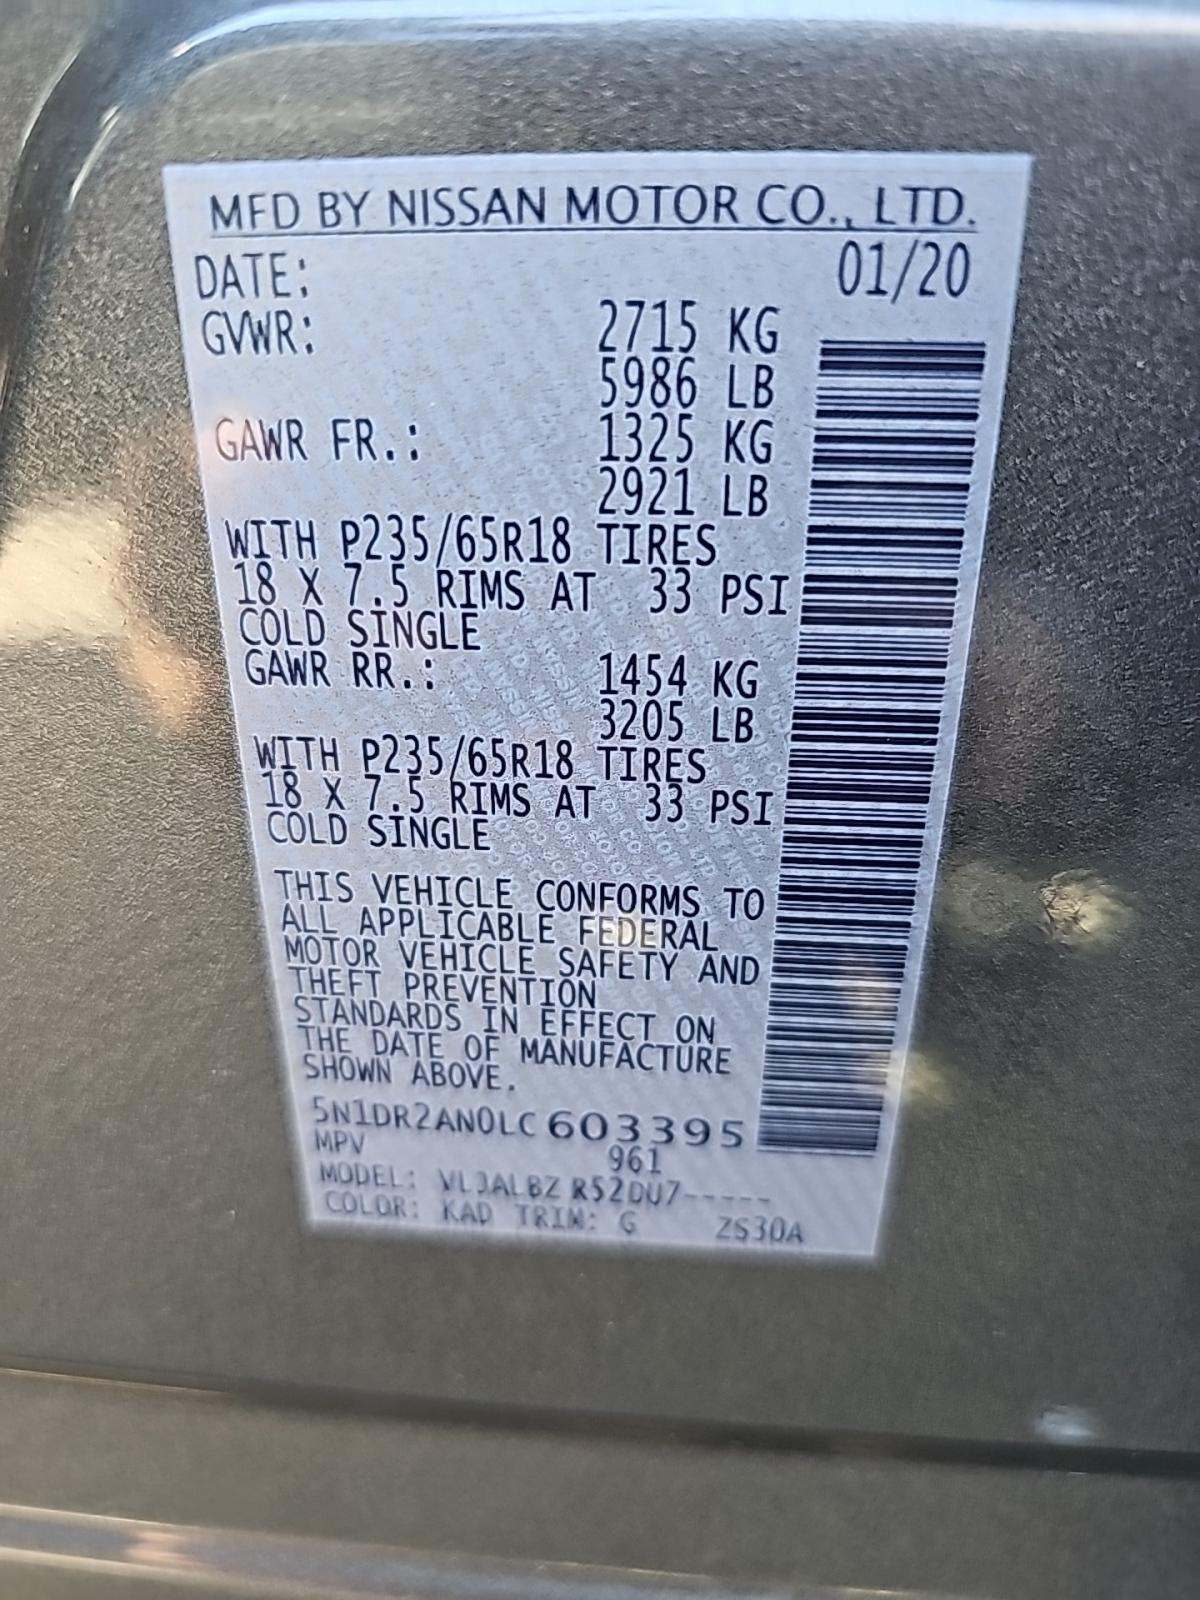 MFD BY NISSAN MOTOR CO., LTD.
DATE: 01/20
GVWR: 2715 KG
5986 LB
GAWR FR.: 1325 KG
2921 LB
WITH P235/65R18 TIRES
18 X 7.5 RIMS AT 33 PSI
COLD SINGLE
GAWR RR.: 1454 KG
3205 LB
WITH P235/65R18 TIRES
18 X 7.5 RIMS AT 33 PSI
COLD SINGLE
THIS VEHICLE CONFORMS TO
ALL APPLICABLE FEDERAL
MOTOR VEHICLE SAFETY AND
THEFT PREVENTION
STANDARDS IN EFFECT ON
THE DATE OF MANUFACTURE
SHOWN ABOVE.
5N1DR2AN0LC603395
MPV 961
MODEL: R52DU7-----
COLOR: KAD TRIM: G ZS30A